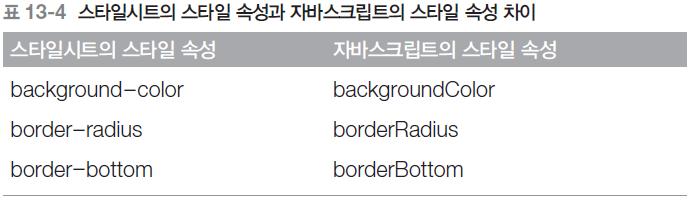 표 13-4 스타일시트의 스타일 속성과 자바스크립트의 스타일 속성 차이
스타일시트의 스타일 속성 자바스크립트의 스타일 속성
background-color backgroundColor
border-radius borderRadius
border-bottom borderBottom